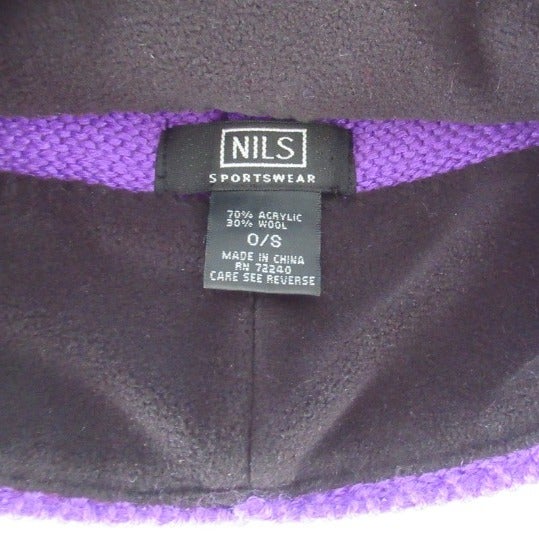 NILS
SPORTSWEAR
70% ACRYLIC
30% WOOL
O/S
MADE IN CHINA
RN 72240
CARE SEE REVERSE